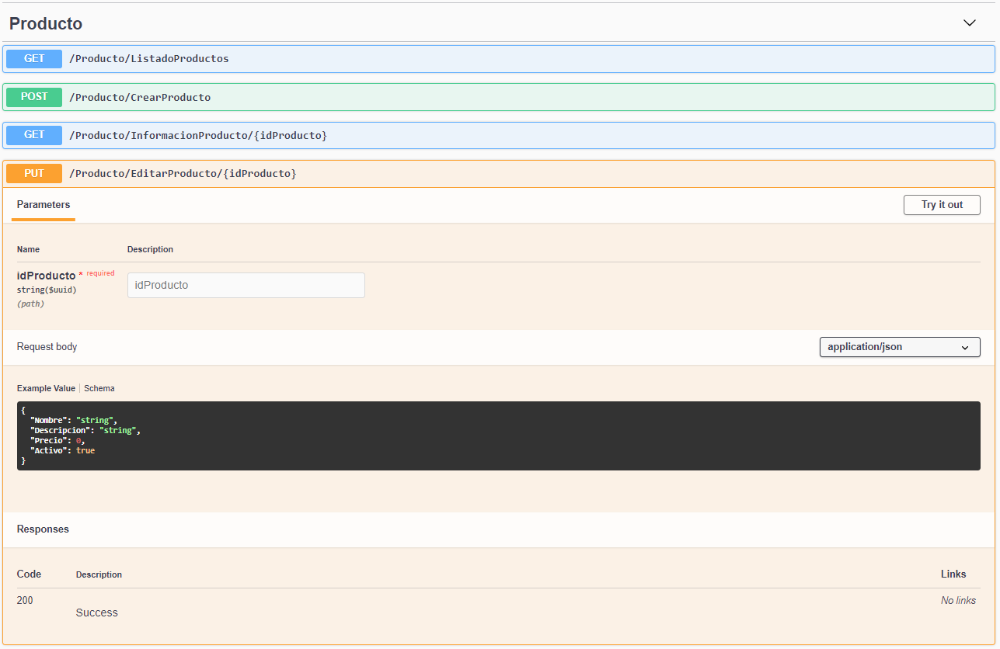 Producto
GET /Producto/ListadoProductos
POST /Producto/CrearProducto
GET /Producto/InformacionProducto/{idProducto}
PUT /Producto/EditarProducto/{idProducto}
Parameters Try it out
Name Description
idProducto * required
string($uuid)
(path)
idProducto
Request body application/json
Example Value Schema
{
  "Nombre": "string",
  "Descripcion": "string",
  "Precio": 0,
  "Activo": true
}
Responses
Code Description Links
200 No links
Success